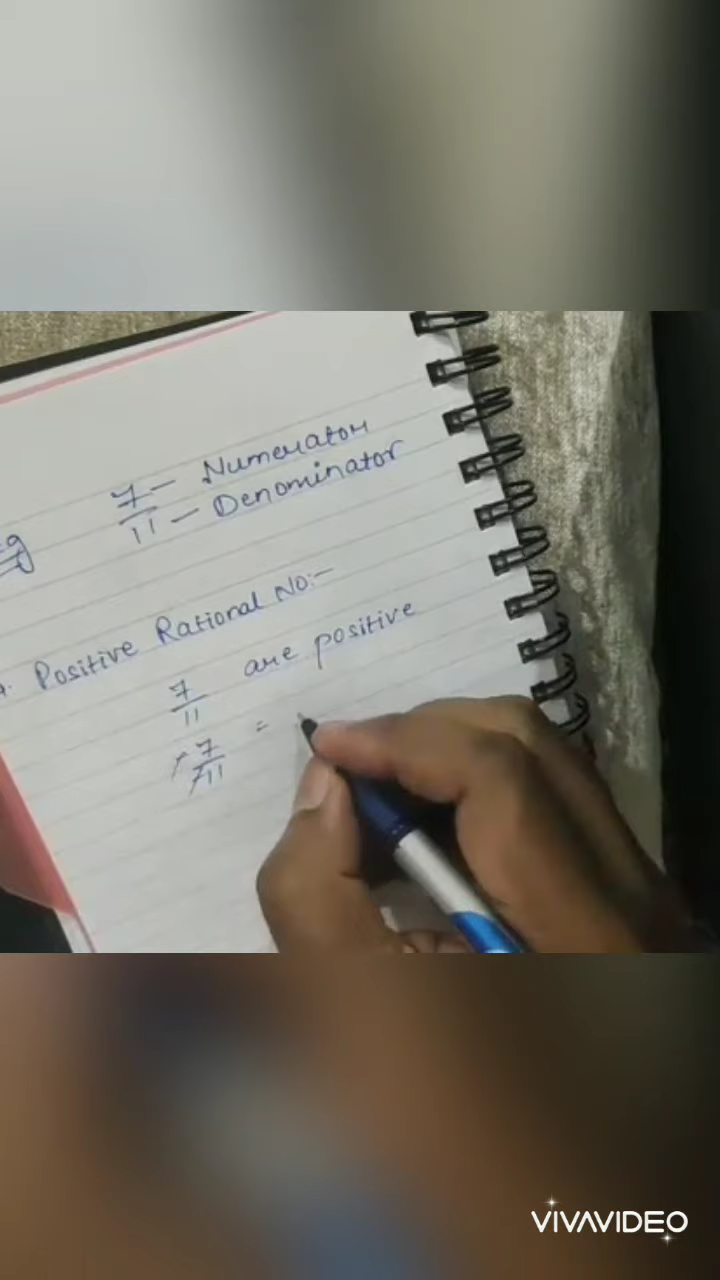 7 — Numerator
11 — Denominator
Positive Rational No:-
7/11 are positive
-7/-11 =
VIVAVIDEO